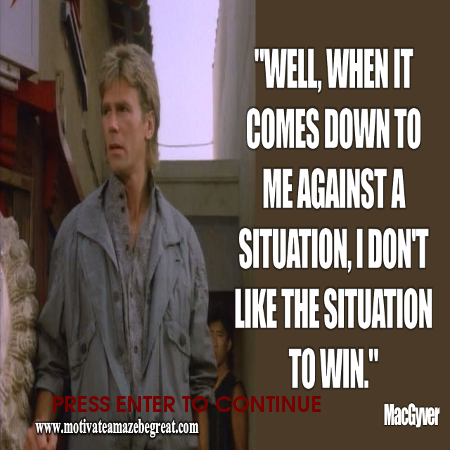 "WELL, WHEN IT
COMES DOWN TO
ME AGAINST A
SITUATION, I DON'T
LIKE THE SITUATION
TO WIN."
PRESS ENTER TO CONTINUE
MacGyver
www.motivateamazebegreat.com